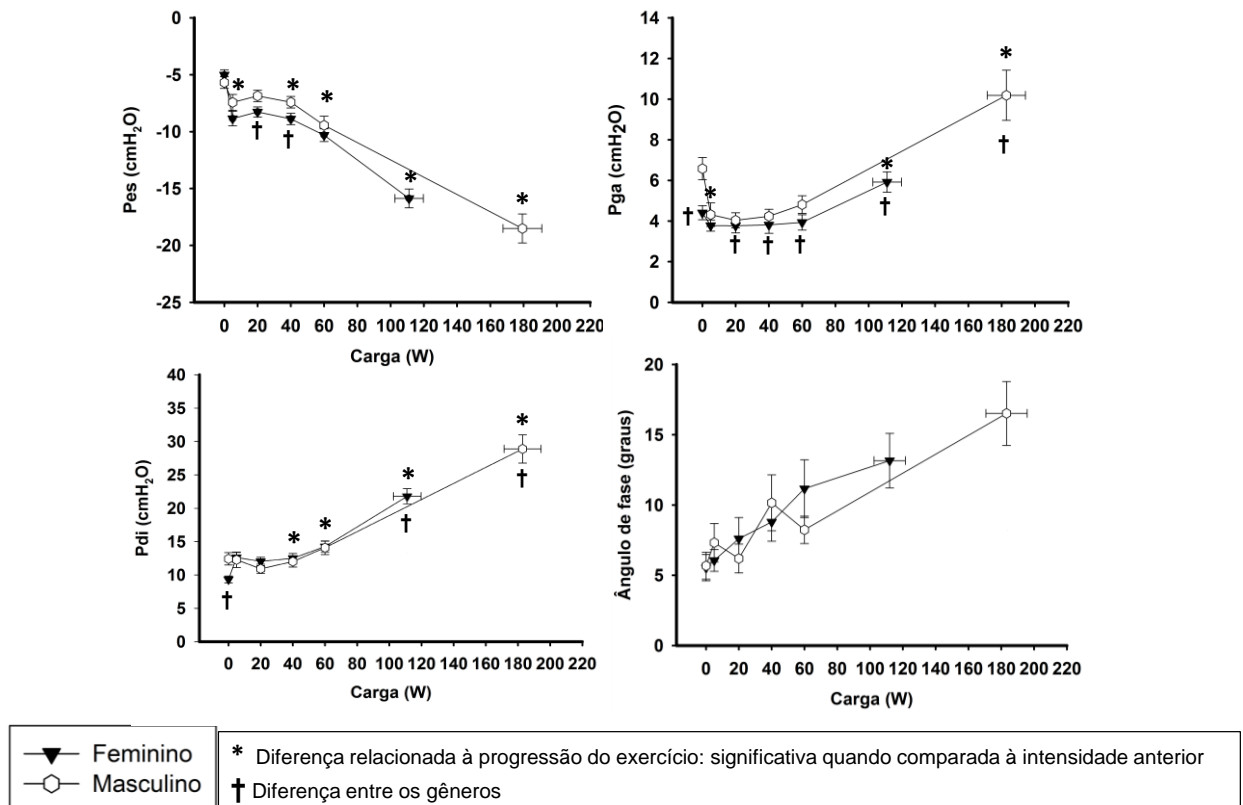 0
-5
-10
-15
-20
-25
Pes (cmH₂O)
* * * * *
† †
0 20 40 60 80 100 120 140 160 180 200 220
Carga (W)
14
12
10
8
6
4
2
0
Pga (cmH₂O)
* * *
† † † † † †
0 20 40 60 80 100 120 140 160 180 200 220
Carga (W)
40
35
30
25
20
15
10
5
0
Pdi (cmH₂O)
* * * *
† † †
0 20 40 60 80 100 120 140 160 180 200 220
Carga (W)
20
15
10
5
0
Ângulo de fase (graus)
0 20 40 60 80 100 120 140 160 180 200 220
Carga (W)
Feminino
Masculino
* Diferença relacionada à progressão do exercício: significativa quando comparada à intensidade anterior
† Diferença entre os gêneros